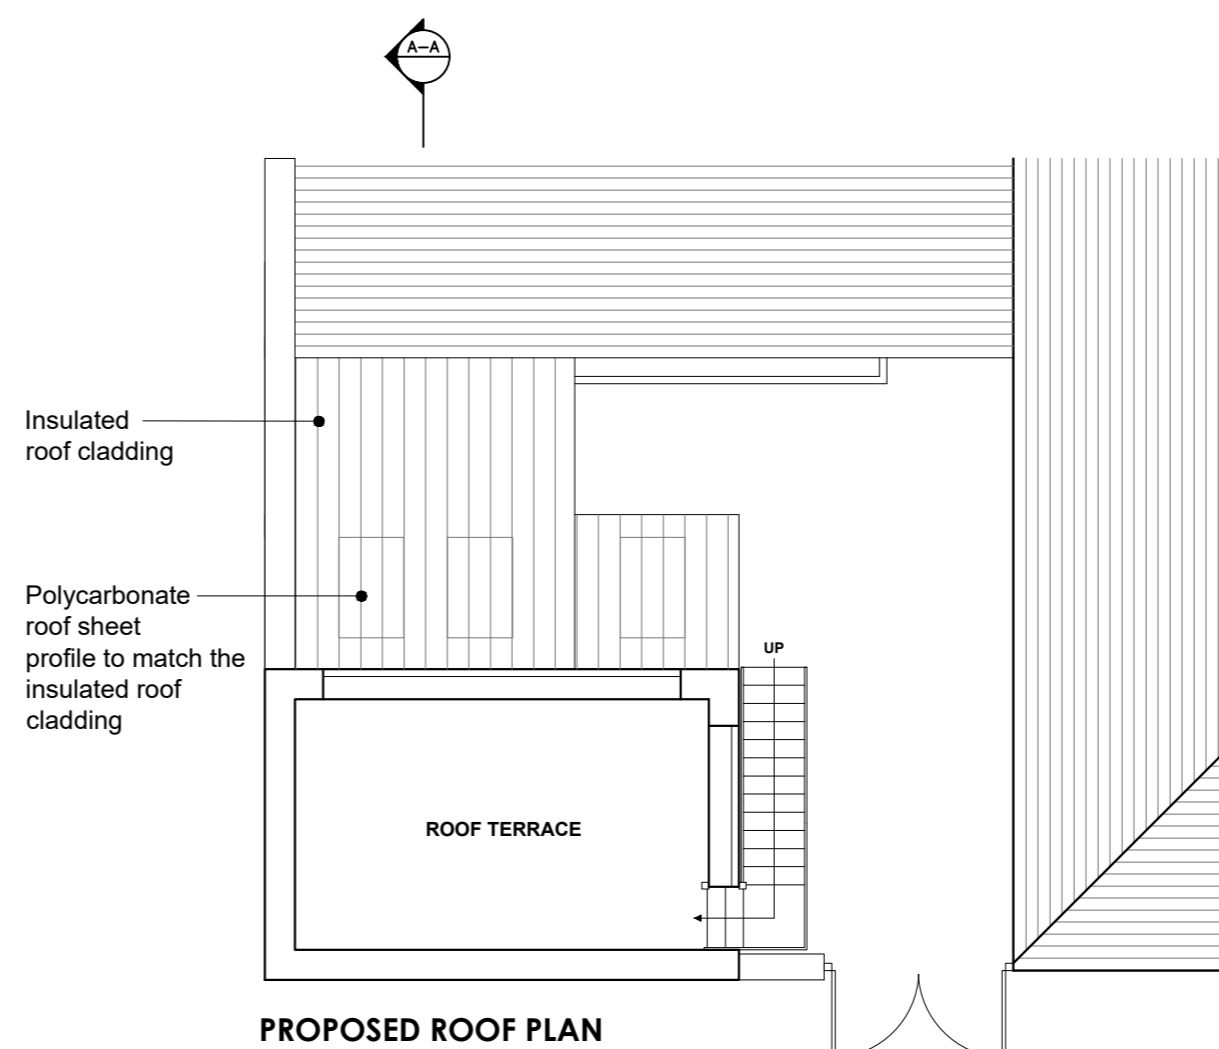 A–A
Insulated
roof cladding
Polycarbonate
roof sheet
profile to match the
insulated roof
cladding
UP
ROOF TERRACE
PROPOSED ROOF PLAN